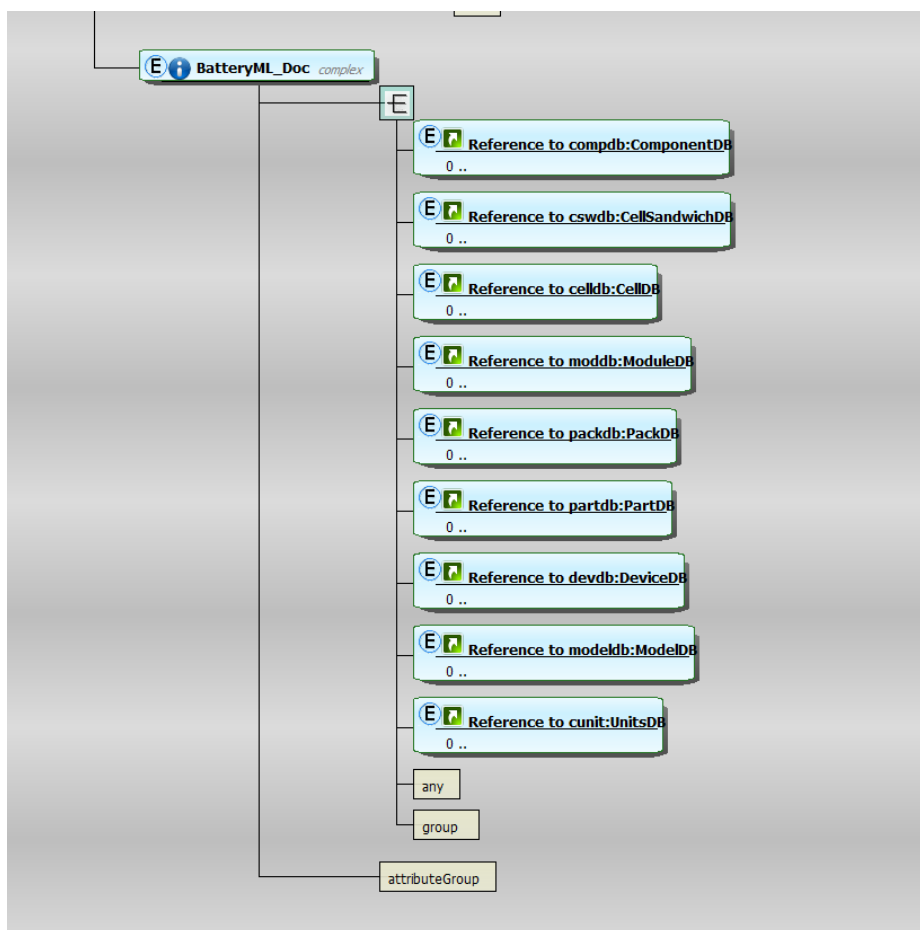 E i BatteryML_Doc complex
E Reference to compdb:ComponentDB
0 ..
E Reference to cswdb:CellSandwichDB
0 ..
E Reference to celldb:CellDB
0 ..
E Reference to moddb:ModuleDB
0 ..
E Reference to packdb:PackDB
0 ..
E Reference to partdb:PartDB
0 ..
E Reference to devdb:DeviceDB
0 ..
E Reference to modeldb:ModelDB
0 ..
E Reference to cunit:UnitsDB
0 ..
any
group
attributeGroup